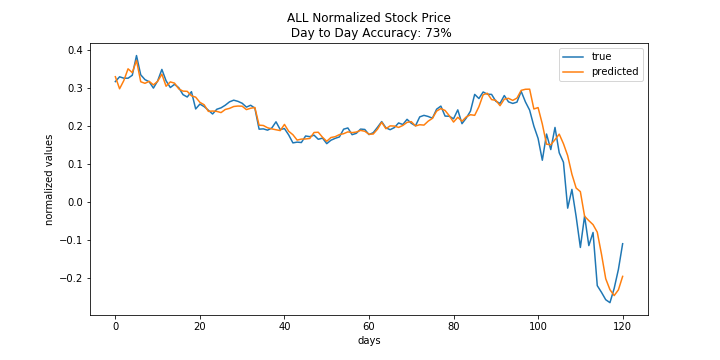 ALL Normalized Stock Price
Day to Day Accuracy: 73%
true
predicted
normalized values
0.4
0.3
0.2
0.1
0.0
−0.1
−0.2
0
20
40
60
80
100
120
days